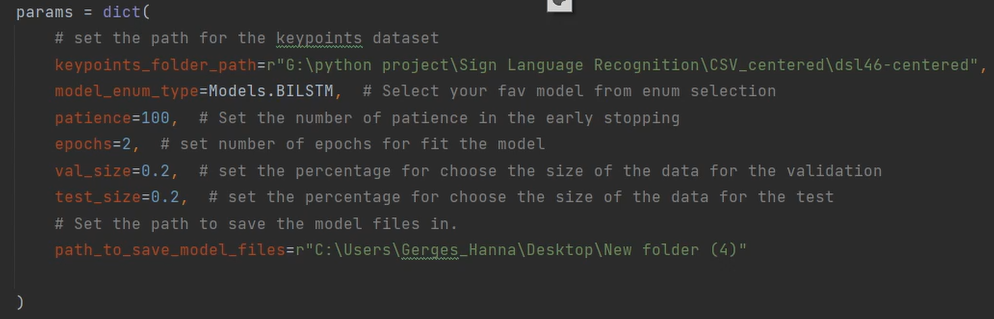 params = dict(
# set the path for the keypoints dataset
keypoints_folder_path=r"G:\python project\Sign Language Recognition\CSV_centered\dsl46-centered",
model_enum_type=Models.BILSTM,  # Select your fav model from enum selection
patience=100,  # Set the number of patience in the early stopping
epochs=2,  # set number of epochs for fit the model
val_size=0.2,  # set the percentage for choose the size of the data for the validation
test_size=0.2,  # set the percentage for choose the size of the data for the test
# Set the path to save the model files in.
path_to_save_model_files=r"C:\Users\Gerges_Hanna\Desktop\New folder (4)"
)